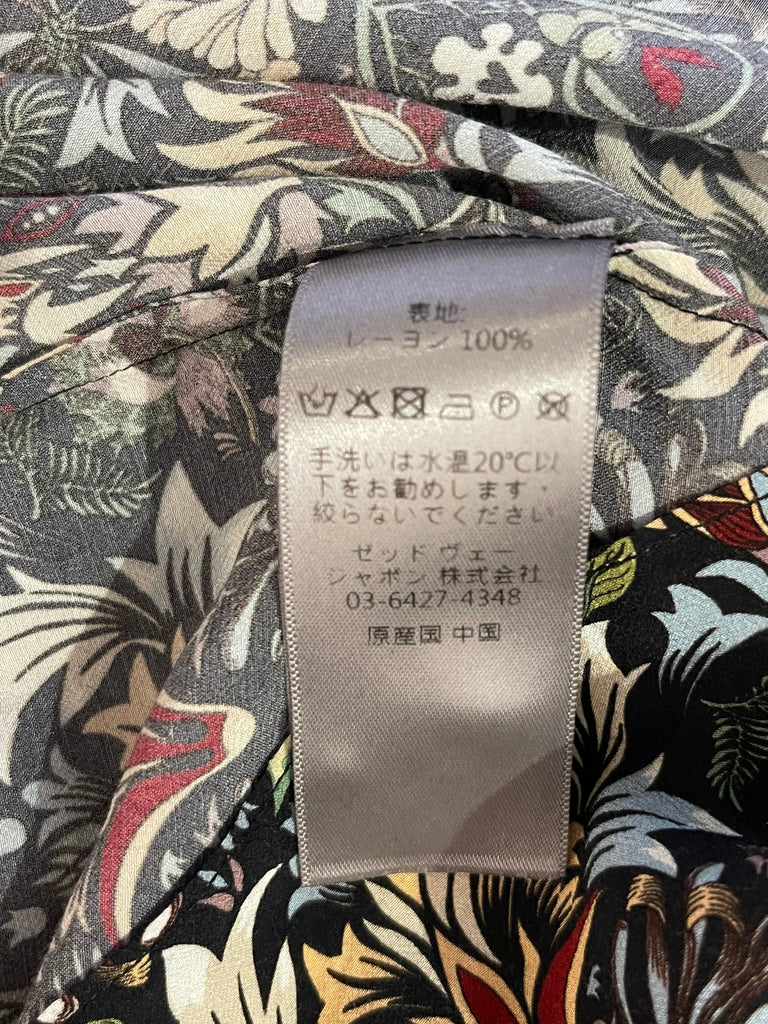 表地:
レーヨン 100%
P
手洗いは水温20℃以
下をお勧めします。
絞らないでください
ゼッド ヴェー
ジャポン 株式会社
03-6427-4348
原産国 中国